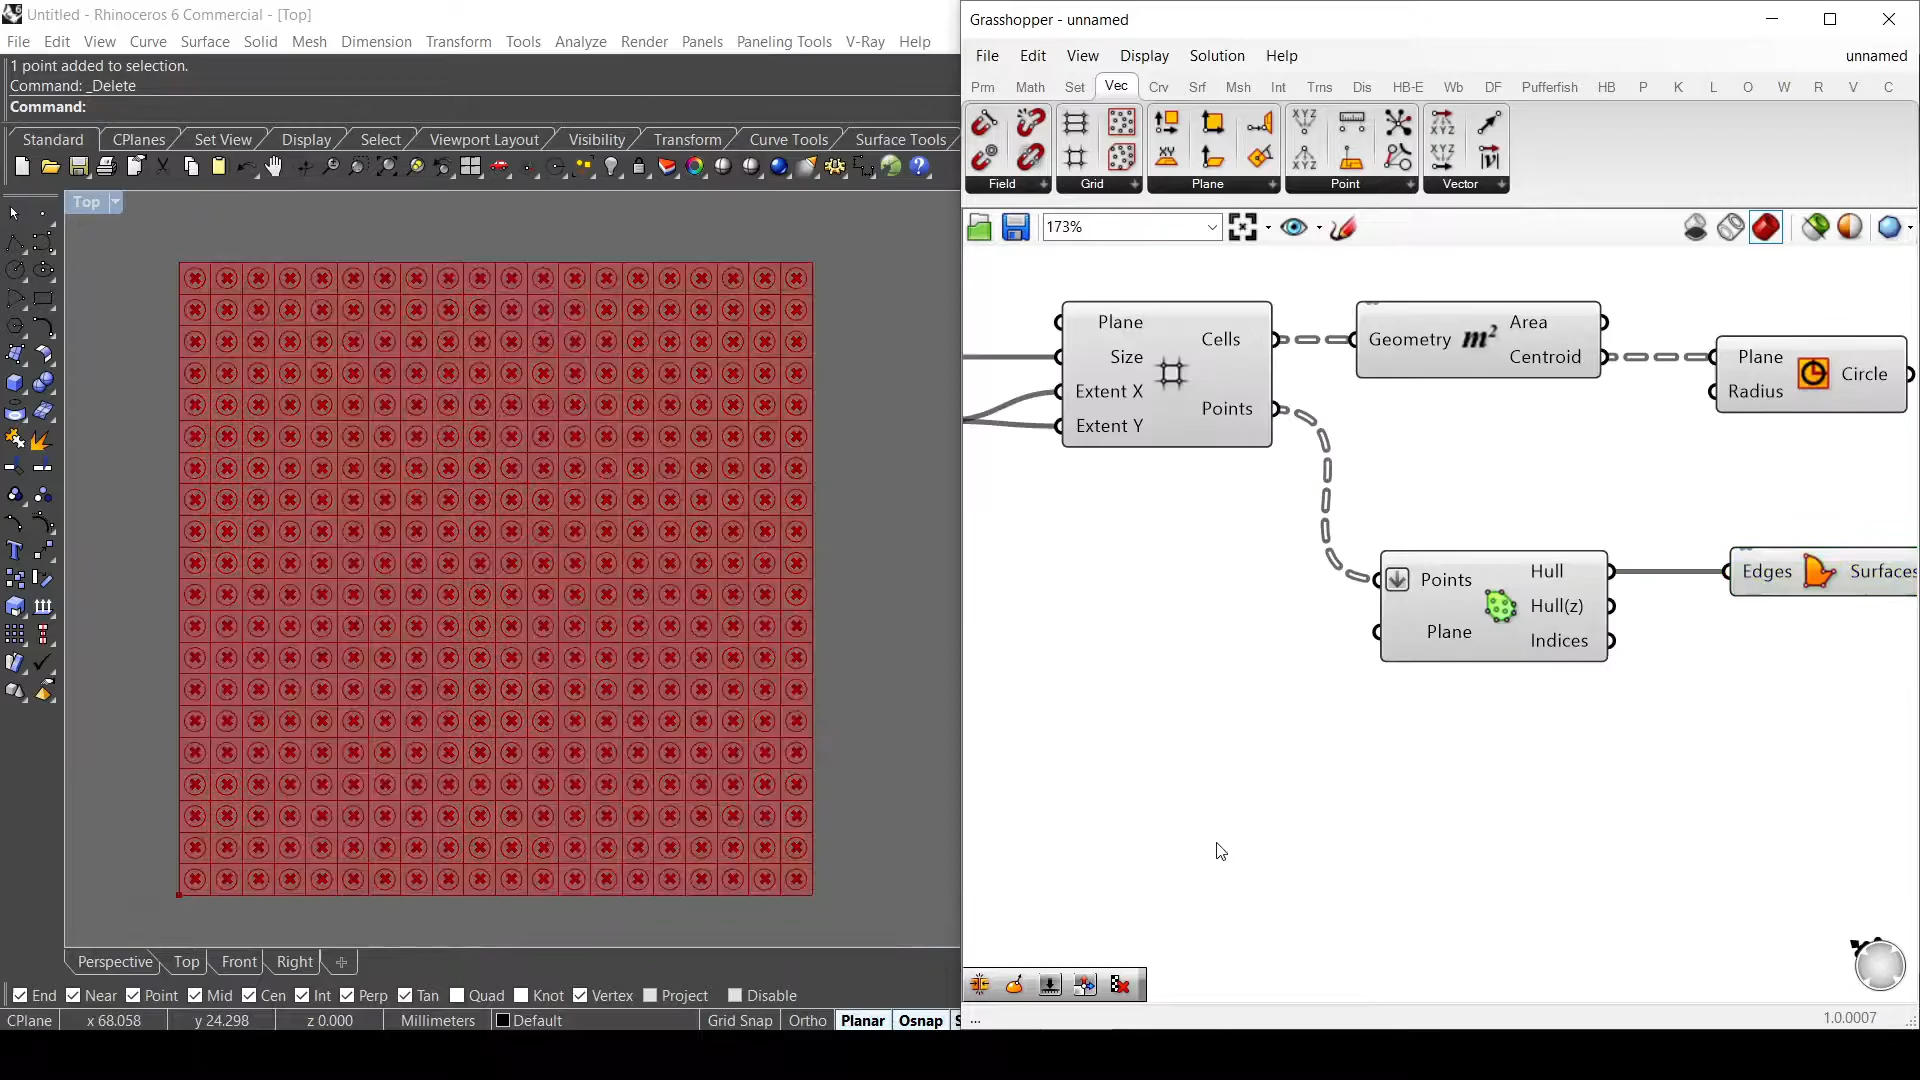 Untitled - Rhinoceros 6 Commercial - [Top]
File Edit View Curve Surface Solid Mesh Dimension Transform Tools Analyze Render Panels Paneling Tools V-Ray Help
1 point added to selection.
Command: _Delete
Command:
Standard CPlanes Set View Display Select Viewport Layout Visibility Transform Curve Tools Surface Tools
Top
Perspective Top Front Right
End Near Point Mid Cen Int Perp Tan Quad Knot Vertex Project Disable
CPlane x 68.058 y 24.298 z 0.000 Millimeters Default Grid Snap Ortho Planar Osnap S
Grasshopper - unnamed
File Edit View Display Solution Help unnamed
Prm Math Set Vec Crv Srf Msh Int Trns Dis HB-E Wb DF Pufferfish HB P K L O W R V C
Field Grid Plane Point Vector
173%
Plane
Size
Extent X
Extent Y
Cells
Points
Geometry m²
Area
Centroid
Plane
Radius
Circle
Points
Plane
Hull
Hull(z)
Indices
Edges
Surfaces
...
1.0.0007